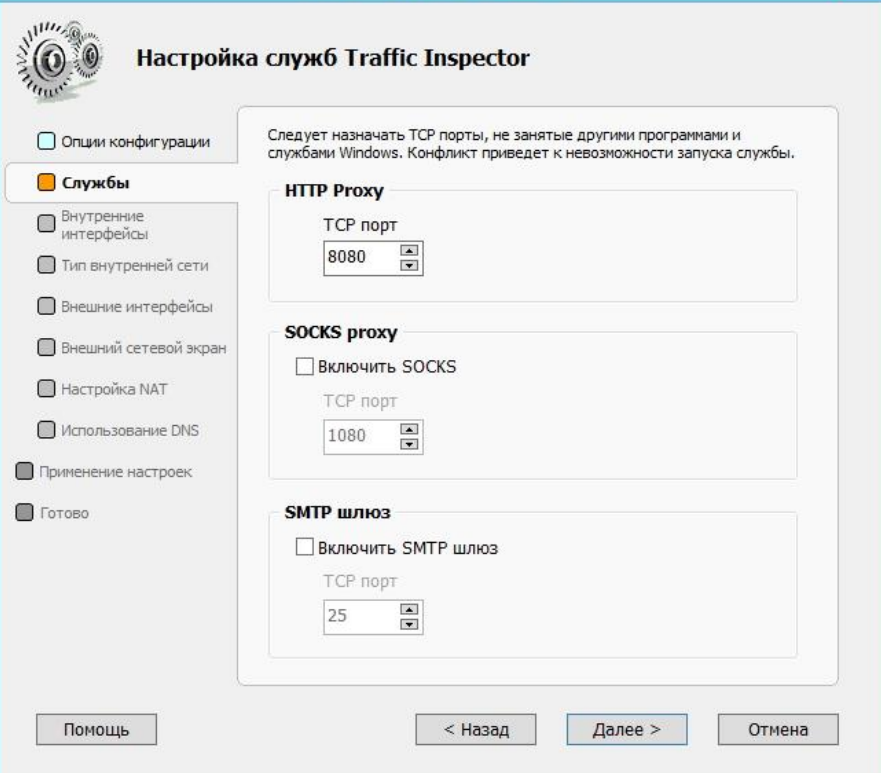 Настройка служб Traffic Inspector
Опции конфигурации
Службы
Внутренние
интерфейсы
Тип внутренней сети
Внешние интерфейсы
Внешний сетевой экран
Настройка NAT
Использование DNS
Применение настроек
Готово
Следует назначать TCP порты, не занятые другими программами и
службами Windows. Конфликт приведет к невозможности запуска службы.
HTTP Proxy
TCP порт
8080
SOCKS proxy
Включить SOCKS
TCP порт
1080
SMTP шлюз
Включить SMTP шлюз
TCP порт
25
Помощь
< Назад
Далее >
Отмена